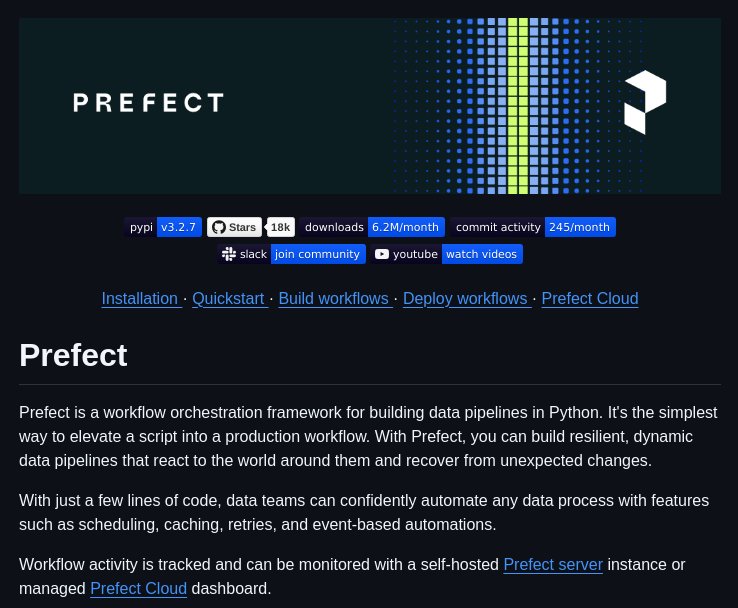 PREFECT
pypi v3.2.7 Stars 18k downloads 6.2M/month commit activity 245/month
slack join community youtube watch videos
Installation · Quickstart · Build workflows · Deploy workflows · Prefect Cloud
Prefect
Prefect is a workflow orchestration framework for building data pipelines in Python. It's the simplest
way to elevate a script into a production workflow. With Prefect, you can build resilient, dynamic
data pipelines that react to the world around them and recover from unexpected changes.
With just a few lines of code, data teams can confidently automate any data process with features
such as scheduling, caching, retries, and event-based automations.
Workflow activity is tracked and can be monitored with a self-hosted Prefect server instance or
managed Prefect Cloud dashboard.